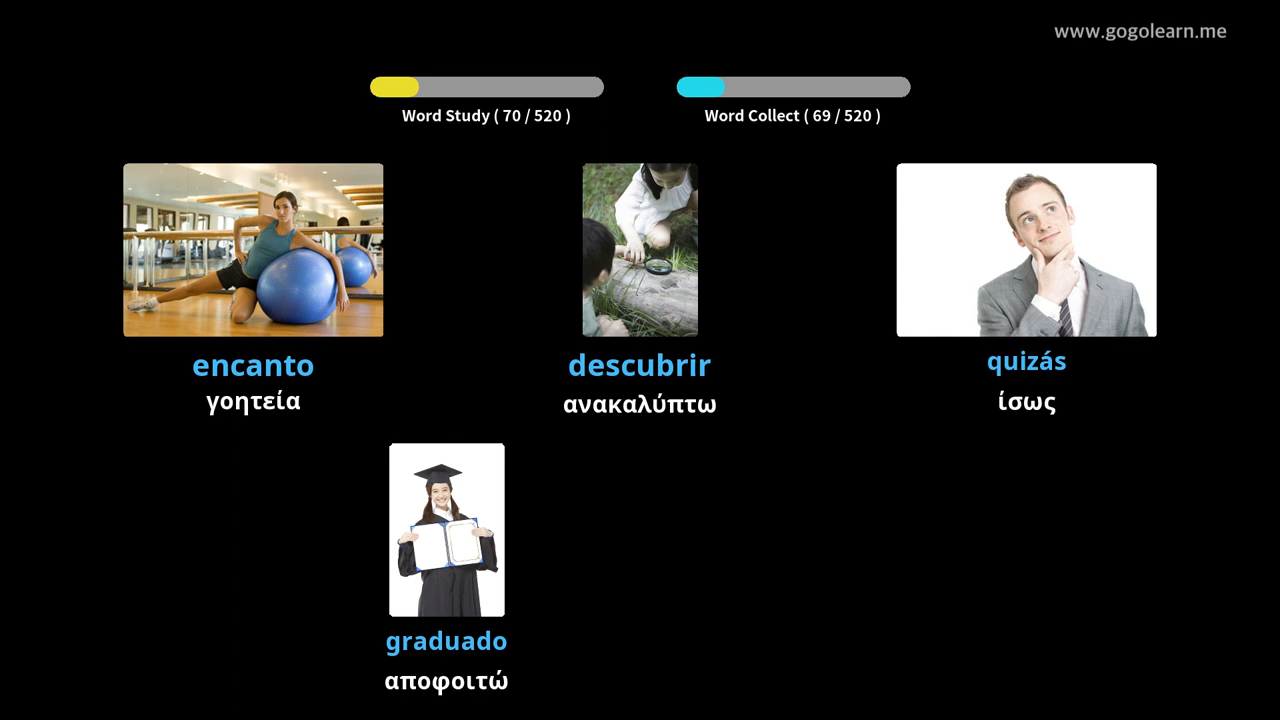 www.gogolearn.me
Word Study ( 70 / 520 )
Word Collect ( 69 / 520 )
encanto
γοητεία
descubrir
ανακαλύπτω
quizás
ίσως
graduado
αποφοιτώ